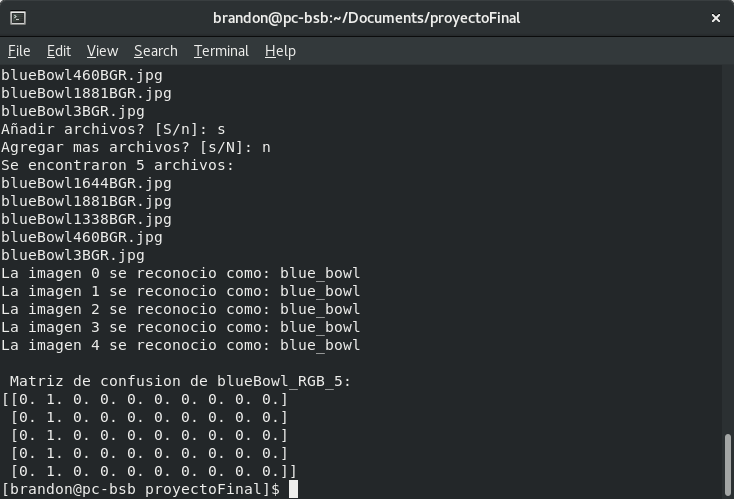 brandon@pc-bsb:~/Documents/proyectoFinal
File Edit View Search Terminal Help
blueBowl460BGR.jpg
blueBowl1881BGR.jpg
blueBowl3BGR.jpg
Añadir archivos? [S/n]: s
Agregar mas archivos? [s/N]: n
Se encontraron 5 archivos:
blueBowl1644BGR.jpg
blueBowl1881BGR.jpg
blueBowl1338BGR.jpg
blueBowl460BGR.jpg
blueBowl3BGR.jpg
La imagen 0 se reconocio como: blue_bowl
La imagen 1 se reconocio como: blue_bowl
La imagen 2 se reconocio como: blue_bowl
La imagen 3 se reconocio como: blue_bowl
La imagen 4 se reconocio como: blue_bowl
Matriz de confusion de blueBowl_RGB_5:
[[0. 1. 0. 0. 0. 0. 0. 0. 0. 0.]
[0. 1. 0. 0. 0. 0. 0. 0. 0. 0.]
[0. 1. 0. 0. 0. 0. 0. 0. 0. 0.]
[0. 1. 0. 0. 0. 0. 0. 0. 0. 0.]
[0. 1. 0. 0. 0. 0. 0. 0. 0. 0.]]
[brandon@pc-bsb proyectoFinal]$